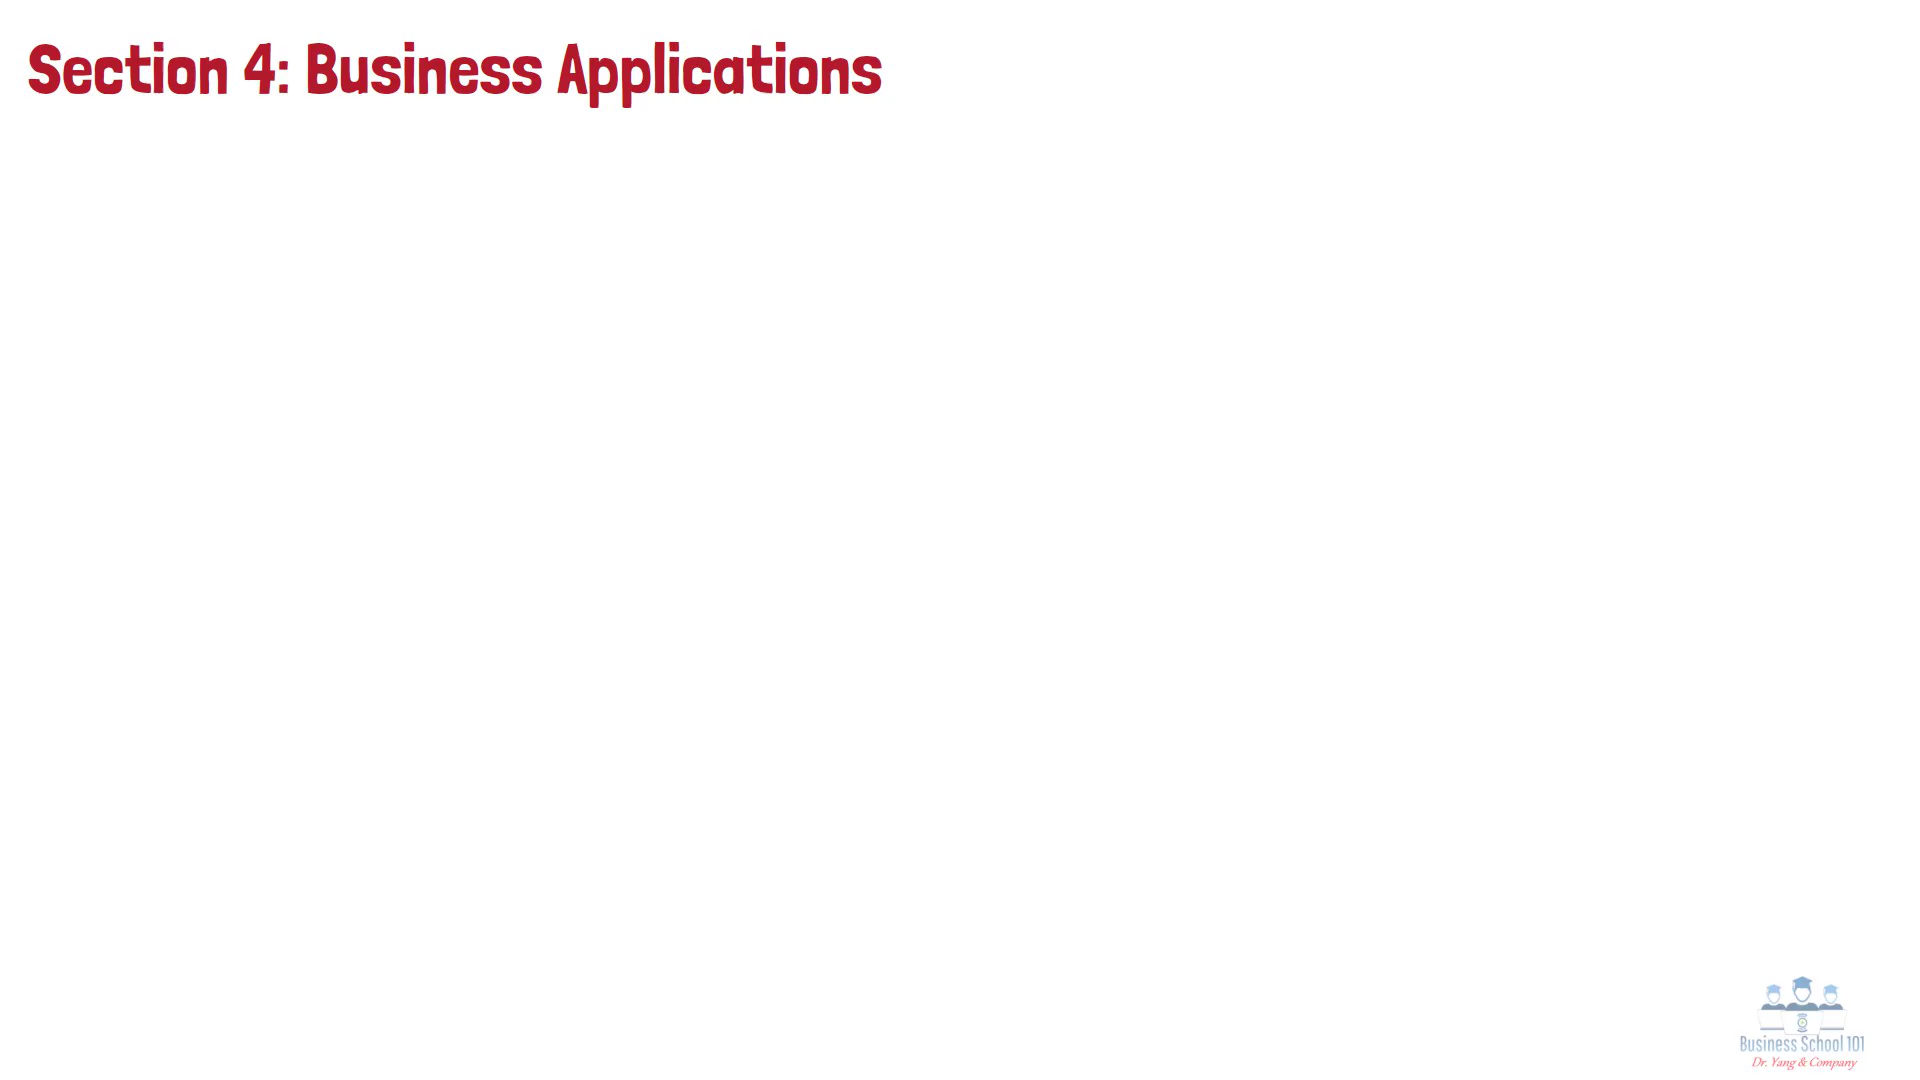 Section 4: Business Applications
Business School 101
Dr. Yang & Company